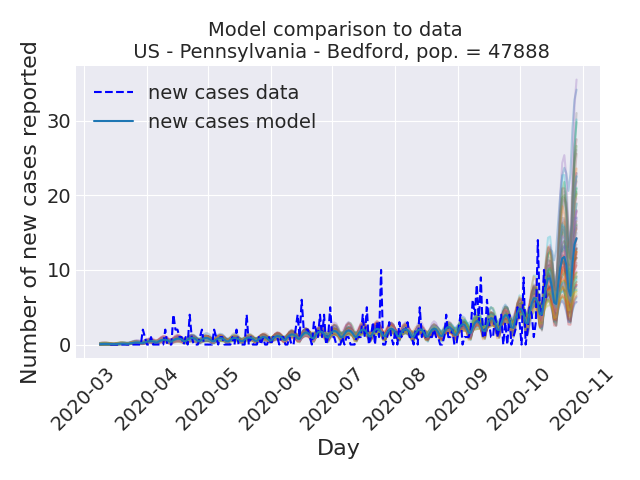 Model comparison to data
US - Pennsylvania - Bedford, pop. = 47888
new cases data
new cases model
Number of new cases reported
30
20
10
0
2020-03
2020-04
2020-05
2020-06
2020-07
2020-08
2020-09
2020-10
2020-11
Day